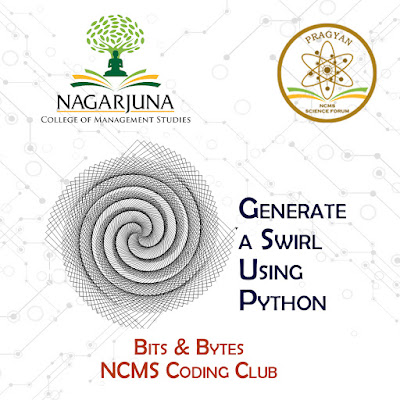 NAGARJUNA
COLLEGE OF MANAGEMENT STUDIES
PRAGYAN
NCMS
SCIENCE FORUM
GENERATE
A SWIRL
USING
PYTHON
BITS & BYTES
NCMS CODING CLUB